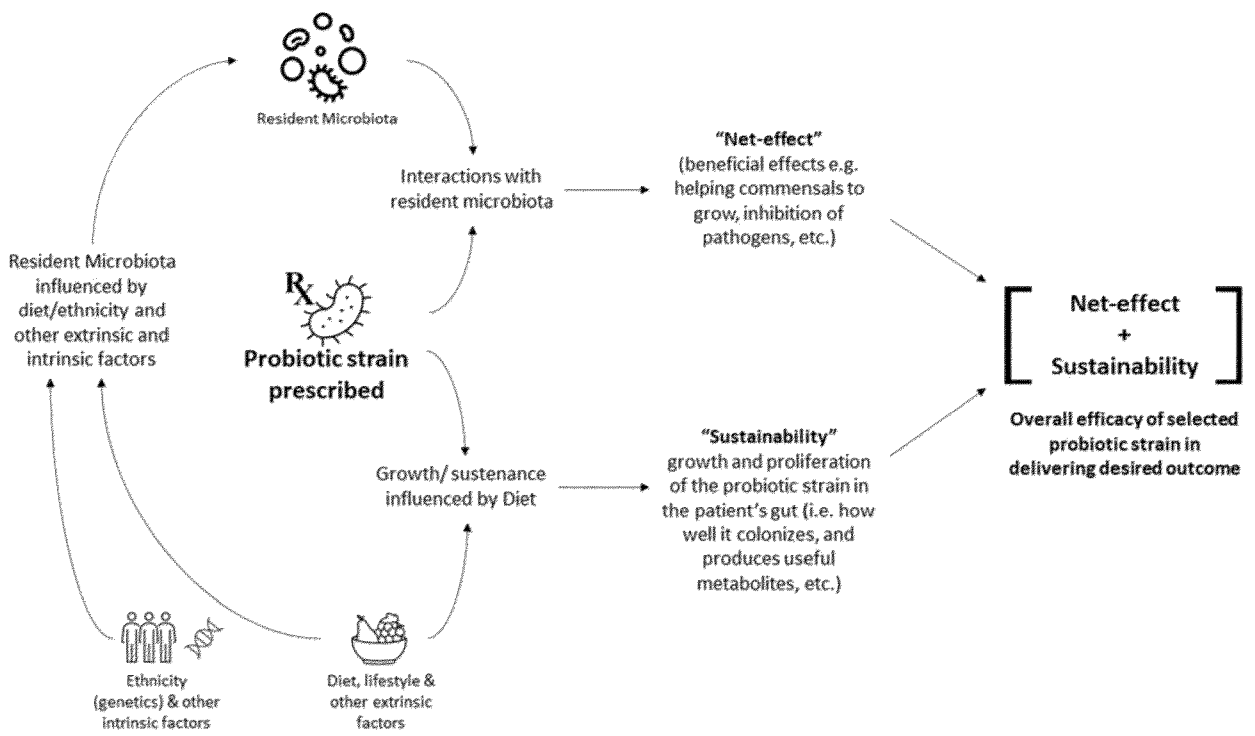 Resident Microbiota
"Net-effect"
(beneficial effects e.g.
helping commensals to
grow, inhibition of
pathogens, etc.)
Interactions with
resident microbiota
Resident Microbiota
influenced by
diet/ethnicity and
other extrinsic and
intrinsic factors
Rx
Probiotic strain
prescribed
Net-effect
+
Sustainability
Overall efficacy of selected
probiotic strain in
delivering desired outcome
"Sustainability"
growth and proliferation
of the probiotic strain in
the patient's gut (i.e. how
well it colonizes, and
produces useful
metabolites, etc.)
Growth/ sustenance
influenced by Diet
Ethnicity
(genetics) & other
intrinsic factors
Diet, lifestyle &
other extrinsic
factors